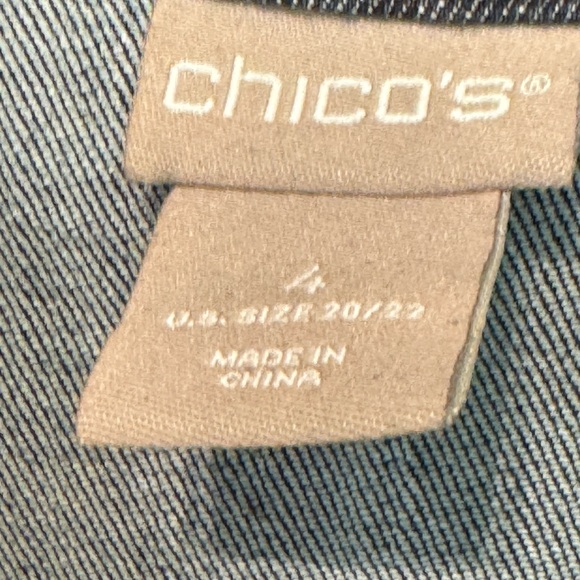 chico's®
4
U.S. SIZE 20/22
MADE IN
CHINA